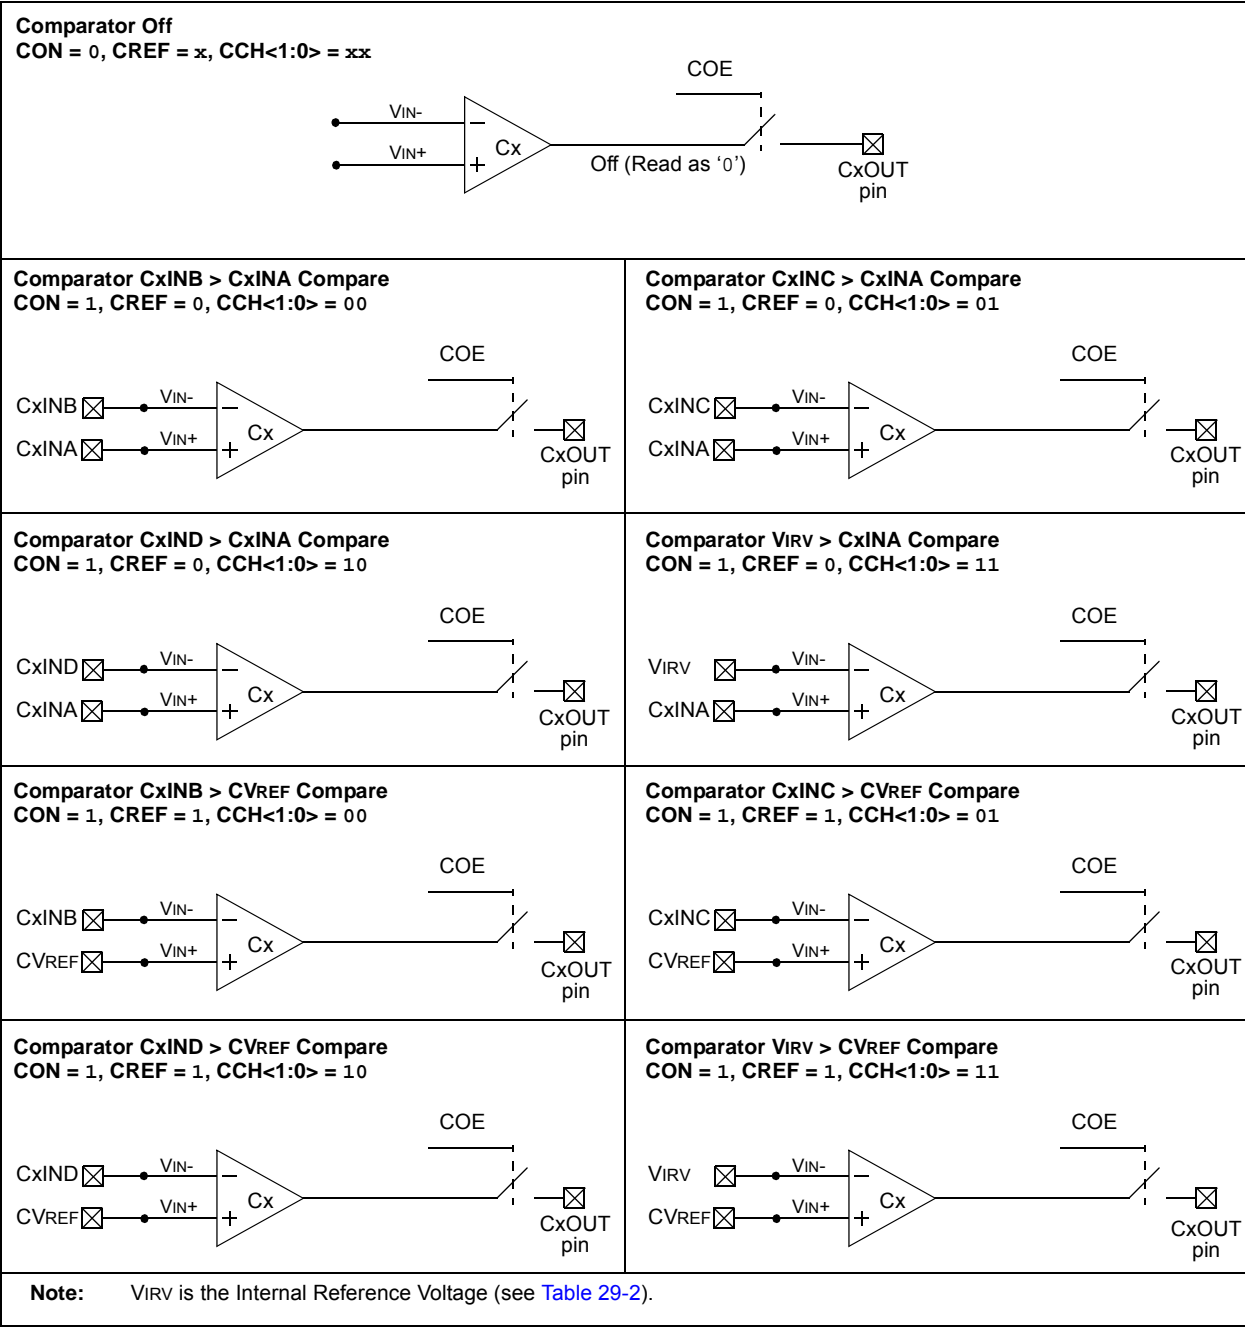 Comparator Off
CON = 0, CREF = x, CCH<1:0> = xx
COE
VIN-
VIN+
Cx
Off (Read as ‘0’)
CxOUT
pin
Comparator CxINB > CxINA Compare
CON = 1, CREF = 0, CCH<1:0> = 00
COE
CxINB
VIN-
CxINA
VIN+
Cx
CxOUT
pin
Comparator CxINC > CxINA Compare
CON = 1, CREF = 0, CCH<1:0> = 01
COE
CxINC
VIN-
CxINA
VIN+
Cx
CxOUT
pin
Comparator CxIND > CxINA Compare
CON = 1, CREF = 0, CCH<1:0> = 10
COE
CxIND
VIN-
CxINA
VIN+
Cx
CxOUT
pin
Comparator VIRV > CxINA Compare
CON = 1, CREF = 0, CCH<1:0> = 11
COE
VIRV
VIN-
CxINA
VIN+
Cx
CxOUT
pin
Comparator CxINB > CVREF Compare
CON = 1, CREF = 1, CCH<1:0> = 00
COE
CxINB
VIN-
CVREF
VIN+
Cx
CxOUT
pin
Comparator CxINC > CVREF Compare
CON = 1, CREF = 1, CCH<1:0> = 01
COE
CxINC
VIN-
CVREF
VIN+
Cx
CxOUT
pin
Comparator CxIND > CVREF Compare
CON = 1, CREF = 1, CCH<1:0> = 10
COE
CxIND
VIN-
CVREF
VIN+
Cx
CxOUT
pin
Comparator VIRV > CVREF Compare
CON = 1, CREF = 1, CCH<1:0> = 11
COE
VIRV
VIN-
CVREF
VIN+
Cx
CxOUT
pin
Note: VIRV is the Internal Reference Voltage (see Table 29-2).